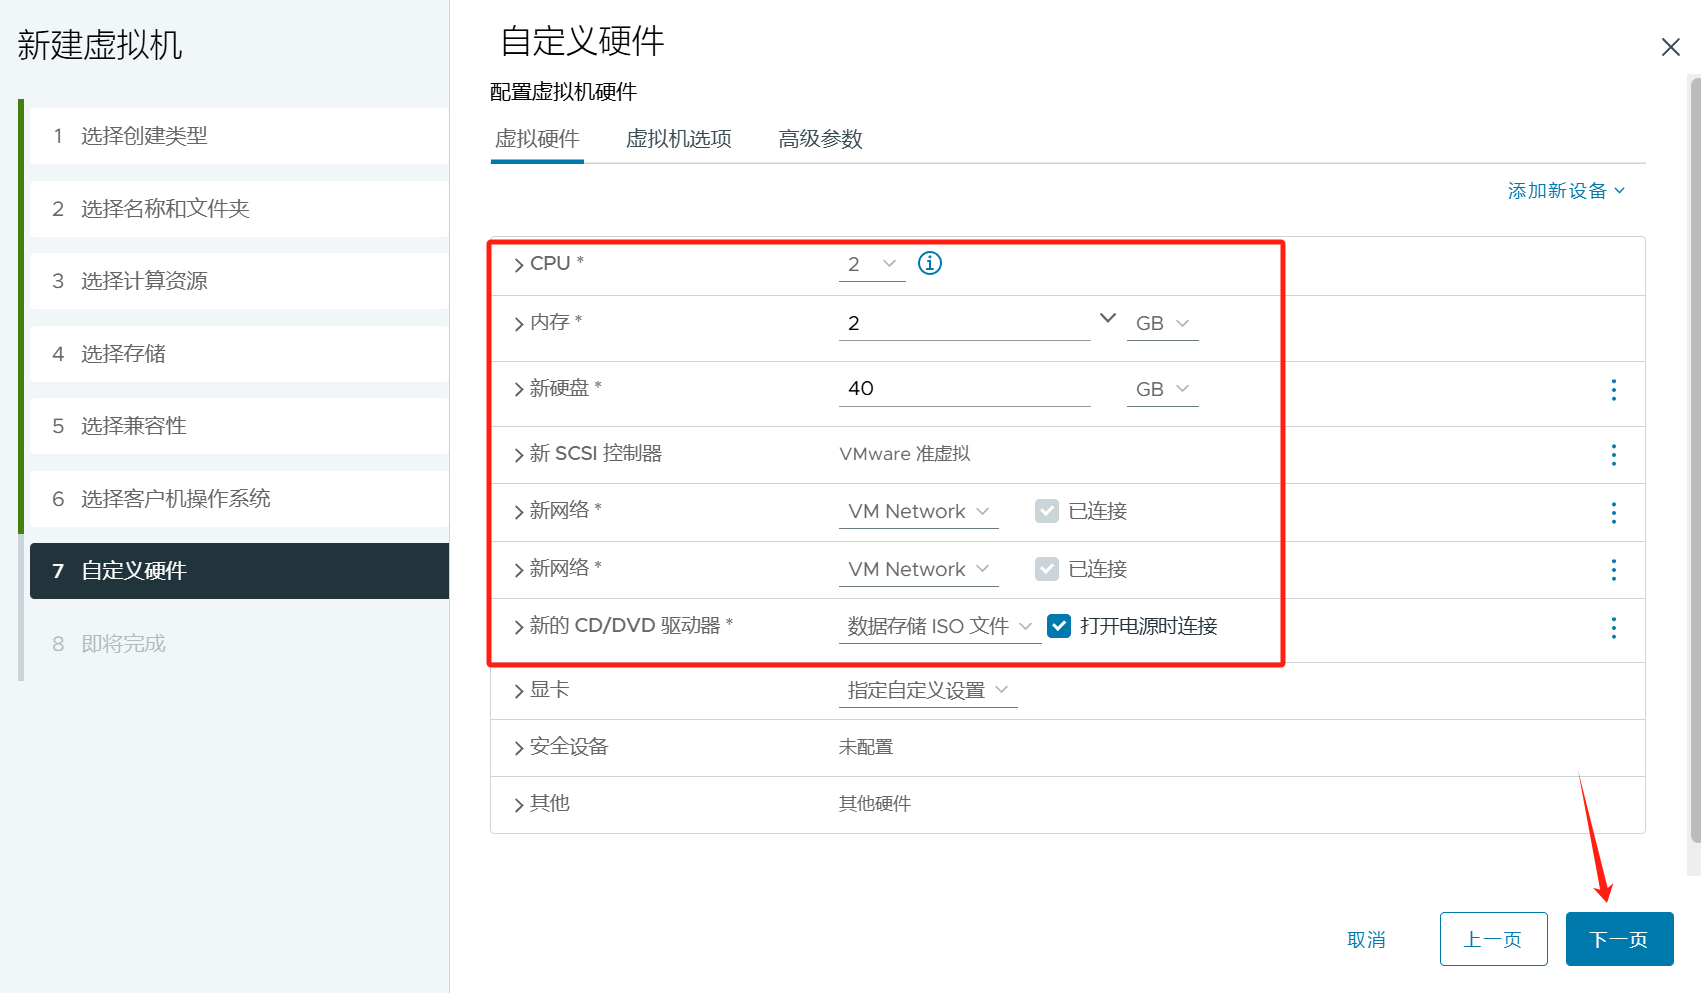 新建虚拟机
1 选择创建类型
2 选择名称和文件夹
3 选择计算资源
4 选择存储
5 选择兼容性
6 选择客户机操作系统
7 自定义硬件
8 即将完成
自定义硬件
配置虚拟机硬件
虚拟硬件 虚拟机选项 高级参数
添加新设备
CPU * 2
内存 * 2 GB
新硬盘 * 40 GB
新 SCSI 控制器 VMware 准虚拟
新网络 * VM Network 已连接
新网络 * VM Network 已连接
新的 CD/DVD 驱动器 * 数据存储 ISO 文件 打开电源时连接
显卡 指定自定义设置
安全设备 未配置
其他 其他硬件
取消 上一页 下一页